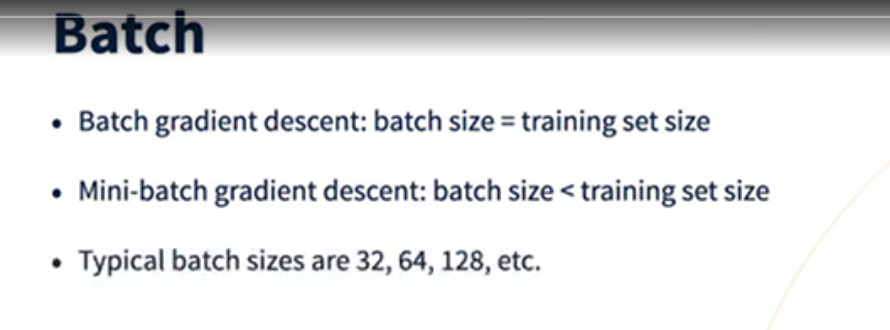 Batch
• Batch gradient descent: batch size = training set size
• Mini-batch gradient descent: batch size < training set size
• Typical batch sizes are 32, 64, 128, etc.